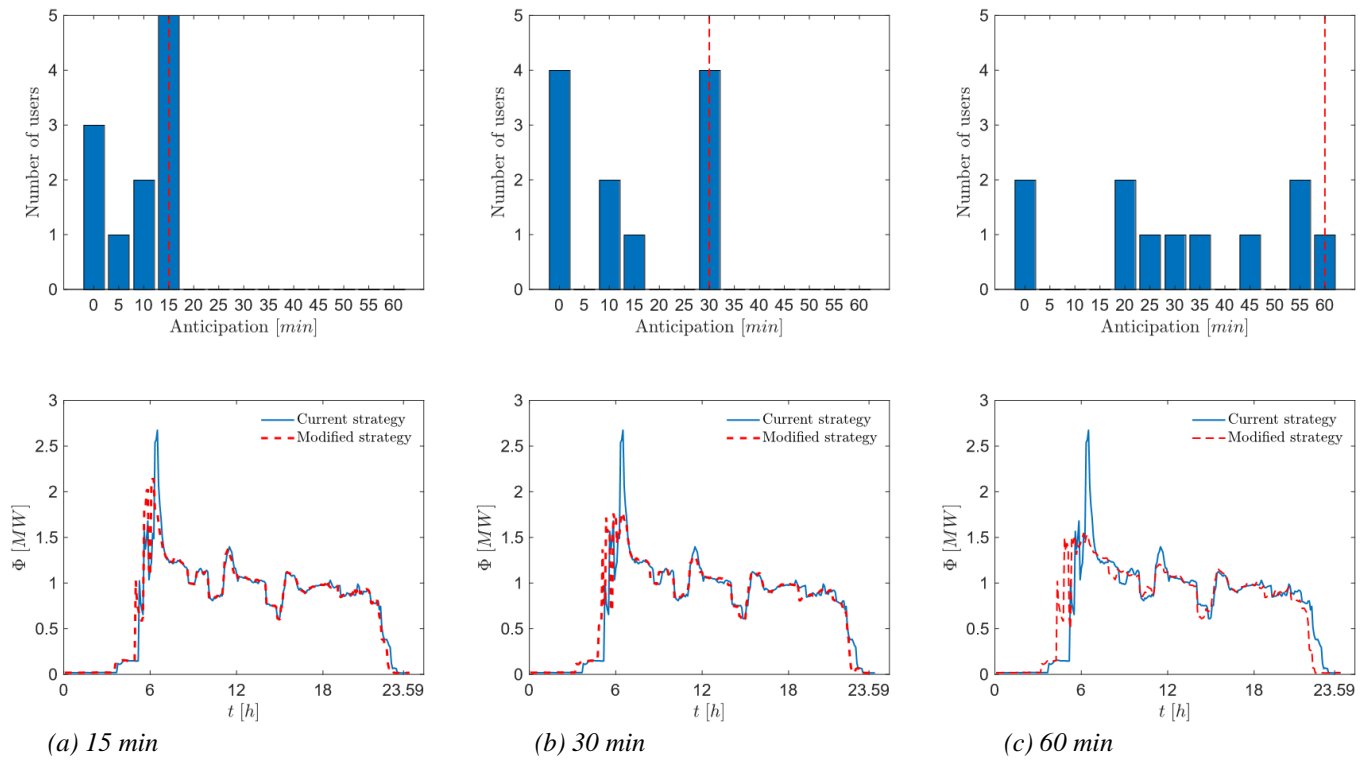 5
4
3
2
1
0
Number of users
0 5 10 15 20 25 30 35 40 45 50 55 60
Anticipation [min]
5
4
3
2
1
0
Number of users
0 5 10 15 20 25 30 35 40 45 50 55 60
Anticipation [min]
5
4
3
2
1
0
Number of users
0 5 10 15 20 25 30 35 40 45 50 55 60
Anticipation [min]
3
2.5
2
1.5
1
0.5
0
Φ [MW]
Current strategy
Modified strategy
0 6 12 18 23.59
t [h]
(a) 15 min
3
2.5
2
1.5
1
0.5
0
Φ [MW]
Current strategy
Modified strategy
0 6 12 18 23.59
t [h]
(b) 30 min
3
2.5
2
1.5
1
0.5
0
Φ [MW]
Current strategy
Modified strategy
0 6 12 18 23.59
t [h]
(c) 60 min